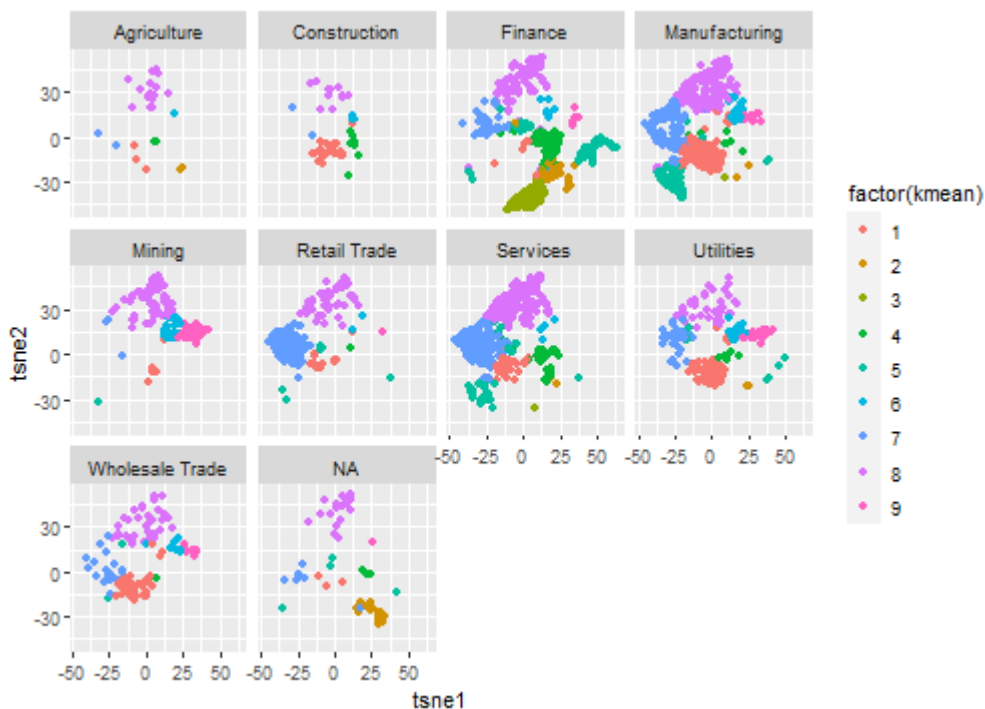 Agriculture Construction Finance Manufacturing
30
0
-30
Mining Retail Trade Services Utilities
30
0
-30
-50 -25 0 25 50 -50 -25 0 25 50
Wholesale Trade NA
30
0
-30
-50 -25 0 25 50 -50 -25 0 25 50
tsne1
tsne2
factor(kmean)
1
2
3
4
5
6
7
8
9